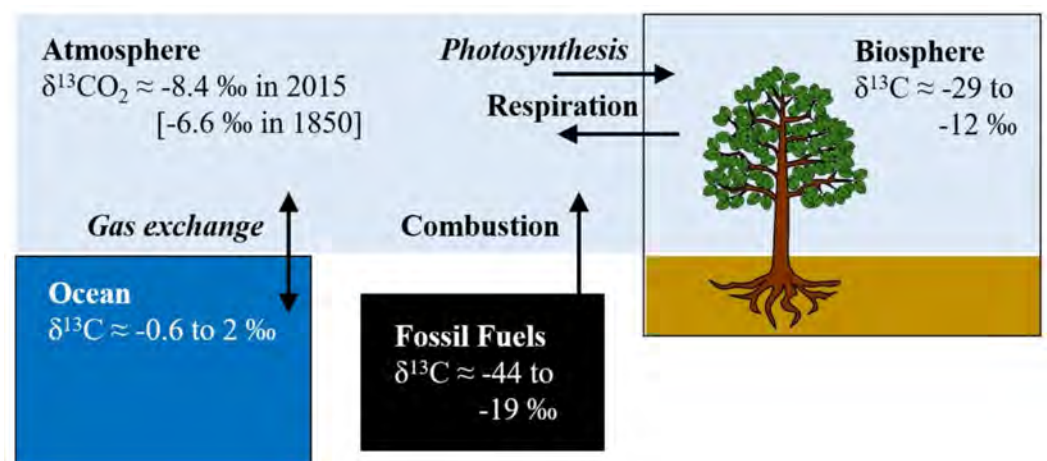 Atmosphere
δ¹³CO₂ ≈ -8.4 ‰ in 2015
[-6.6 ‰ in 1850]
Photosynthesis
Respiration
Biosphere
δ¹³C ≈ -29 to
-12 ‰
Gas exchange
Combustion
Ocean
δ¹³C ≈ -0.6 to 2 ‰
Fossil Fuels
δ¹³C ≈ -44 to
-19 ‰